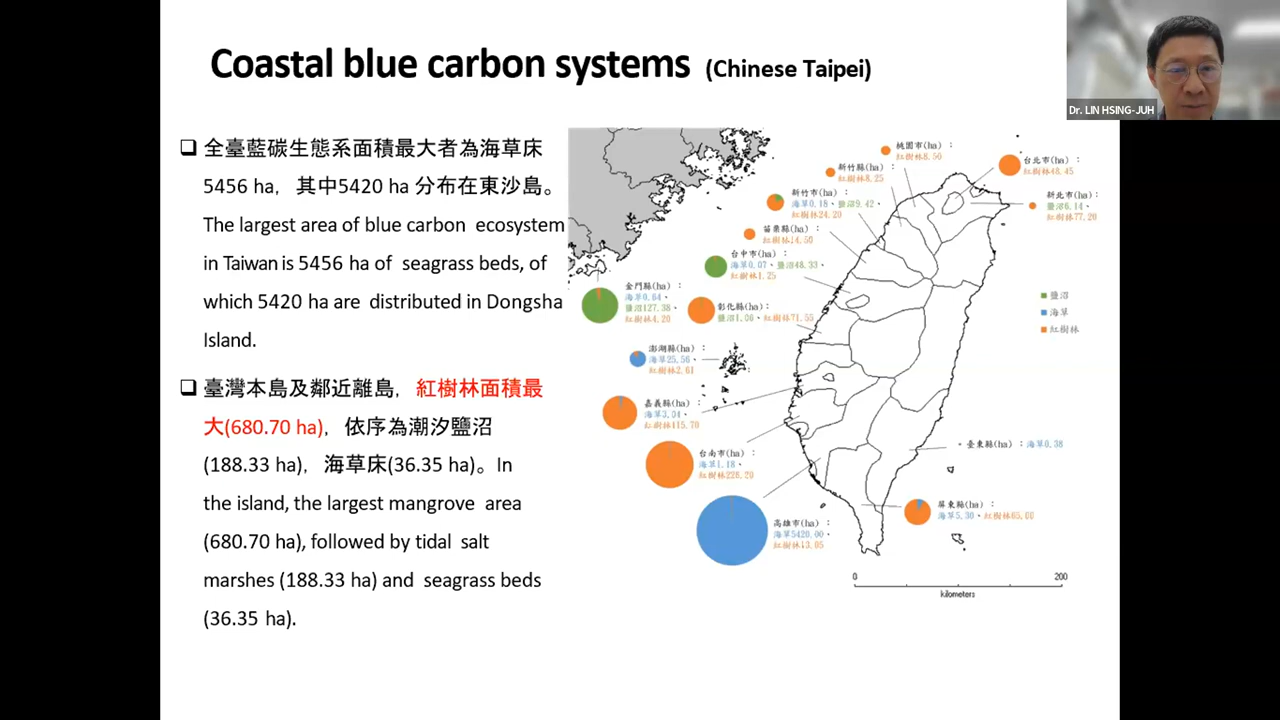 Coastal blue carbon systems (Chinese Taipei)
Dr. LIN HSING-JUH
全臺藍碳生態系面積最大者為海草床
5456 ha，其中5420 ha 分布在東沙島。
The largest area of blue carbon ecosystem
in Taiwan is 5456 ha of seagrass beds, of
which 5420 ha are distributed in Dongsha
Island.
臺灣本島及鄰近離島，紅樹林面積最
大(680.70 ha)，依序為潮汐鹽沼
(188.33 ha)，海草床(36.35 ha)。In
the island, the largest mangrove area
(680.70 ha), followed by tidal salt
marshes (188.33 ha) and seagrass beds
(36.35 ha).
桃園市(ha)：
紅樹林8.50
新竹縣(ha)：
紅樹林8.25
台北市(ha)：
紅樹林48.45
新竹市(ha)：
海草0.18、鹽沼9.42、
紅樹林24.20
新北市(ha)：
鹽沼6.14、
紅樹林77.20
苗栗縣(ha)：
紅樹林14.50
台中市(ha)：
海草0.07、鹽沼48.33、
紅樹林1.25
金門縣(ha)：
海草0.64、
鹽沼127.38、
紅樹林4.20
彰化縣(ha)：
紅樹林71.55
澎湖縣(ha)：
海草25.56、
紅樹林2.61
嘉義縣(ha)：
海草3.04、
紅樹林115.70
台南市(ha)：
海草1.18、
紅樹林
高雄市(ha)：
海草5420.00、
紅樹林13.05
臺東縣(ha)：海草0.38
屏東縣(ha)：
海草5.30、紅樹林
鹽沼
海草
紅樹林
0 200
kilometers